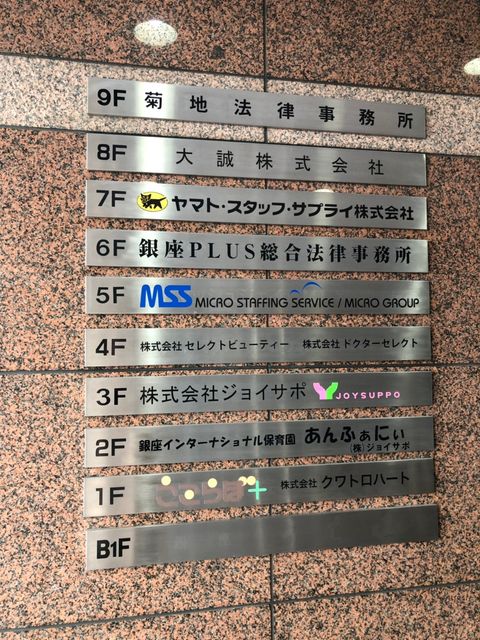 9F 菊地法律事務所
8F 大誠株式会社
7F ヤマト・スタッフ・サプライ株式会社
6F 銀座PLUS総合法律事務所
5F MSS MICRO STAFFING SERVICE / MICRO GROUP
4F 株式会社 セレクトビューティー 株式会社 ドクターセレクト
3F 株式会社ジョイサポ JOYSUPPO
2F 銀座インターナショナル保育園 あんふぁにぃ
(株)ジョイサポ
1F ここらぼ+ 株式会社 クワトロハート
B1F